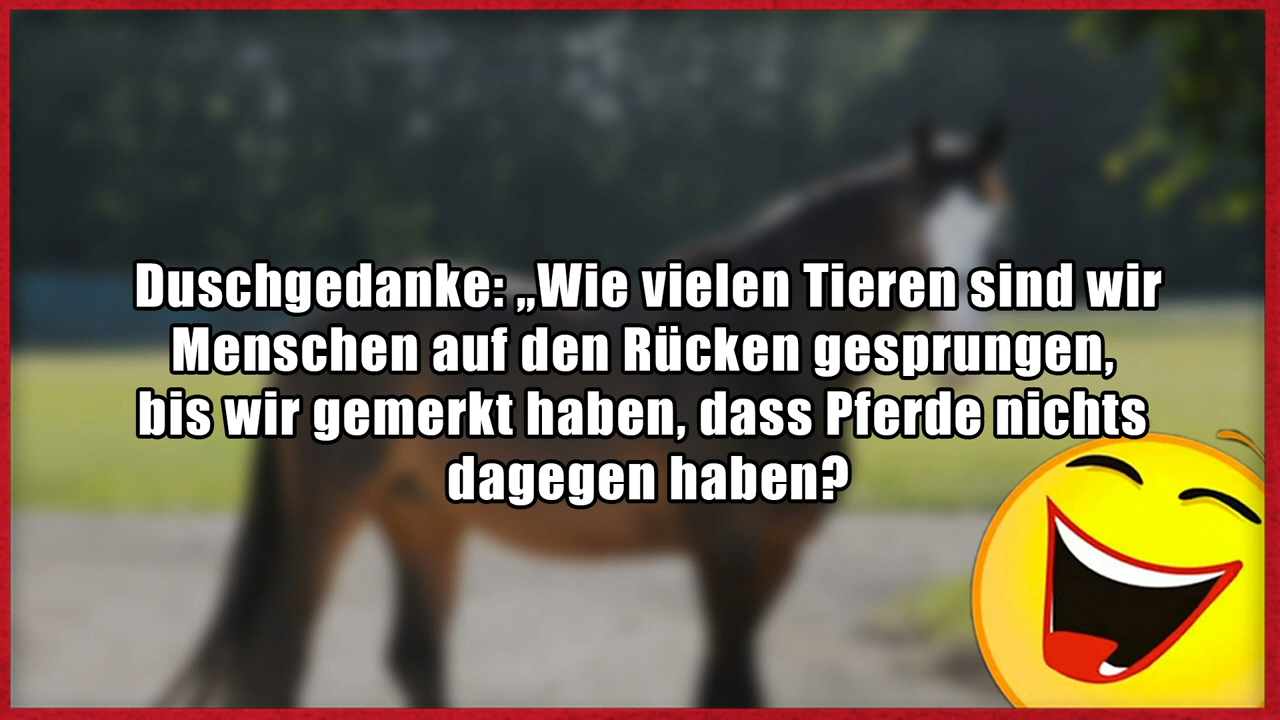 Duschgedanke: „Wie vielen Tieren sind wir
Menschen auf den Rücken gesprungen,
bis wir gemerkt haben, dass Pferde nichts
dagegen haben?